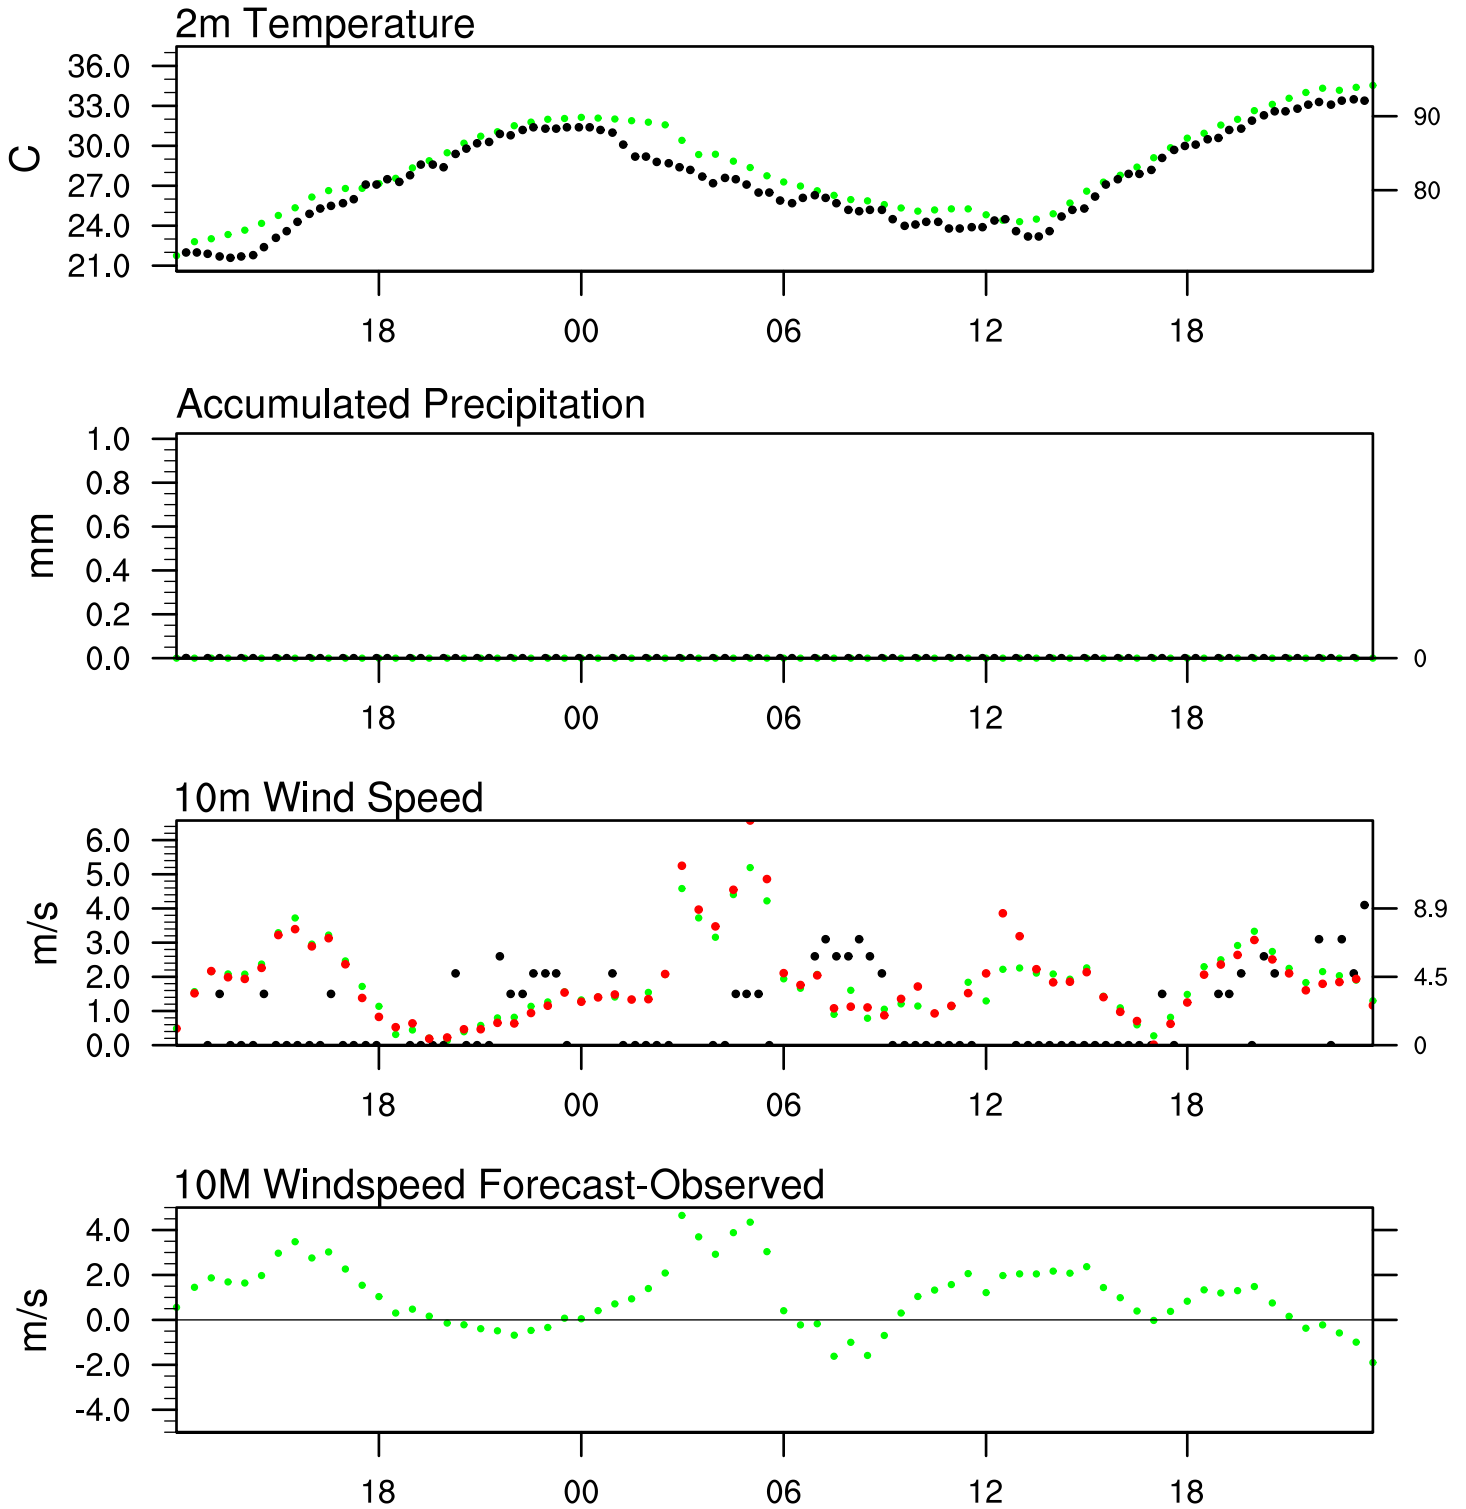 2m Temperature
36.0
33.0
30.0
27.0
24.0
21.0
C
90
80
18 00 06 12 18
Accumulated Precipitation
1.0
0.8
0.6
0.4
0.2
0.0
mm
0
18 00 06 12 18
10m Wind Speed
6.0
5.0
4.0
3.0
2.0
1.0
0.0
m/s
8.9
4.5
0
18 00 06 12 18
10M Windspeed Forecast-Observed
4.0
2.0
0.0
-2.0
-4.0
m/s
18 00 06 12 18